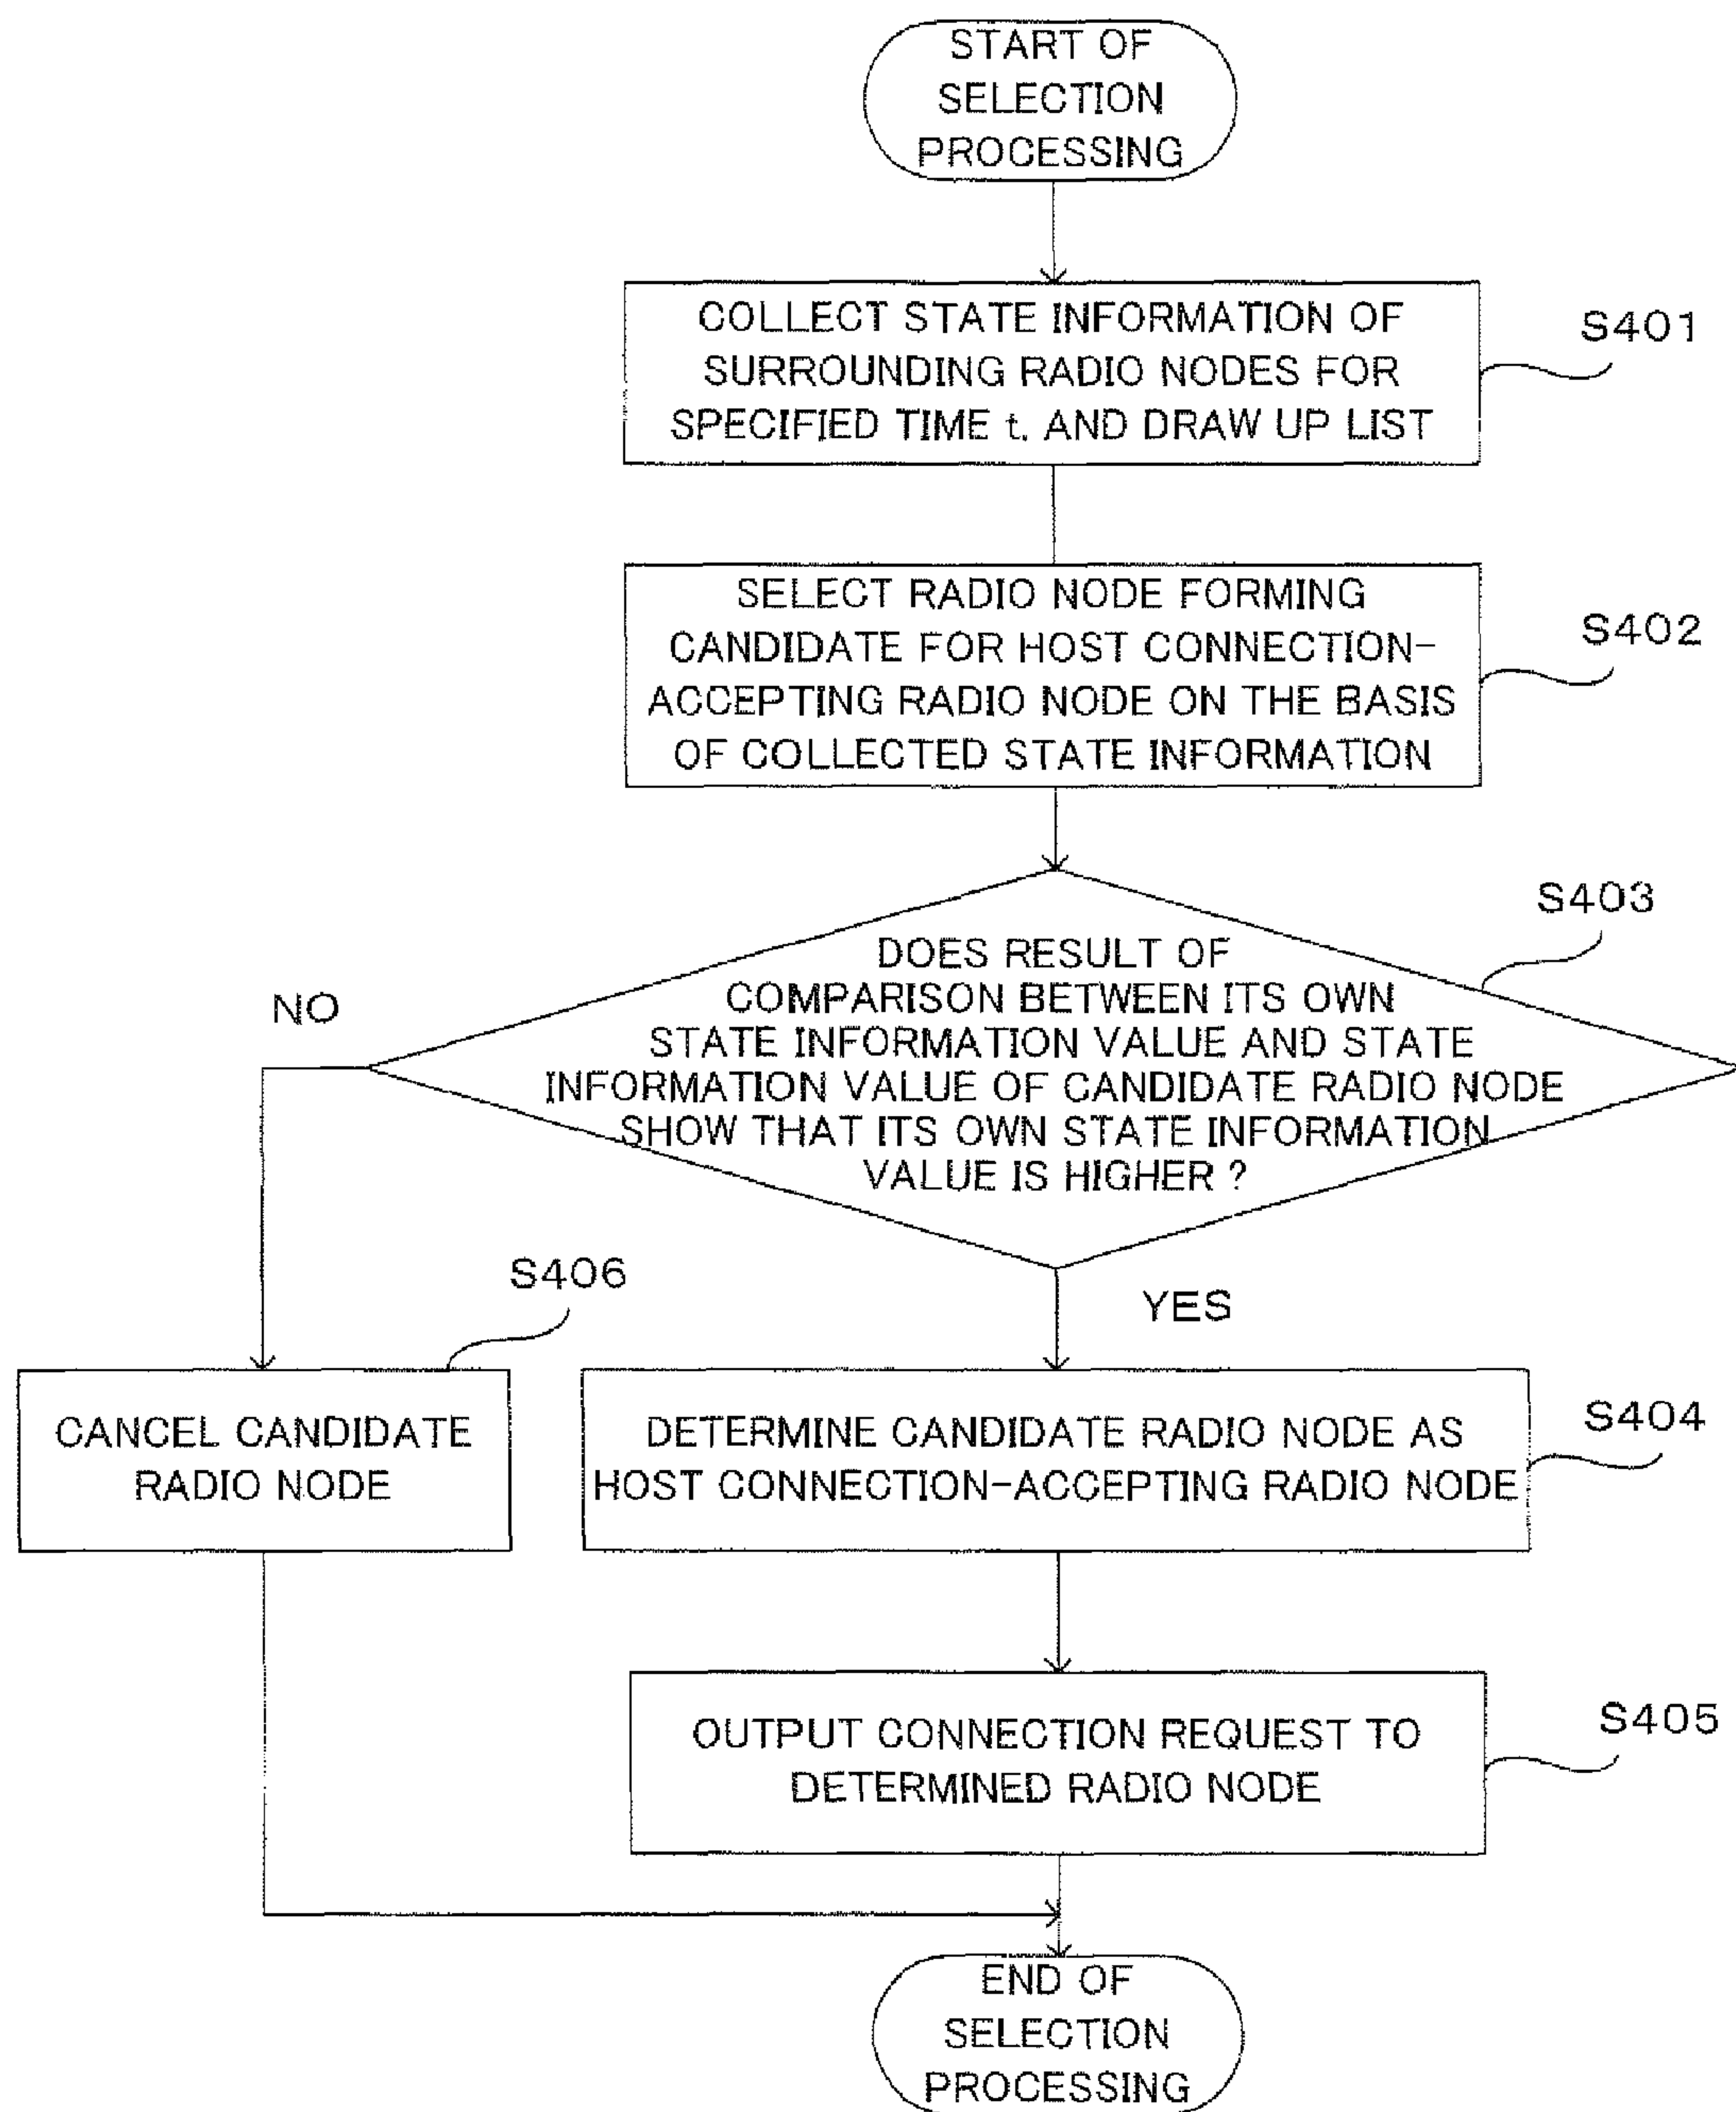 START OF
SELECTION
PROCESSING
COLLECT STATE INFORMATION OF
SURROUNDING RADIO NODES FOR
SPECIFIED TIME t, AND DRAW UP LIST
S401
SELECT RADIO NODE FORMING
CANDIDATE FOR HOST CONNECTION-
ACCEPTING RADIO NODE ON THE BASIS
OF COLLECTED STATE INFORMATION
S402
DOES RESULT OF
COMPARISON BETWEEN ITS OWN
STATE INFORMATION VALUE AND STATE
INFORMATION VALUE OF CANDIDATE RADIO NODE
SHOW THAT ITS OWN STATE INFORMATION
VALUE IS HIGHER ?
S403
NO
YES
S406
CANCEL CANDIDATE
RADIO NODE
DETERMINE CANDIDATE RADIO NODE AS
HOST CONNECTION-ACCEPTING RADIO NODE
S404
OUTPUT CONNECTION REQUEST TO
DETERMINED RADIO NODE
S405
END OF
SELECTION
PROCESSING